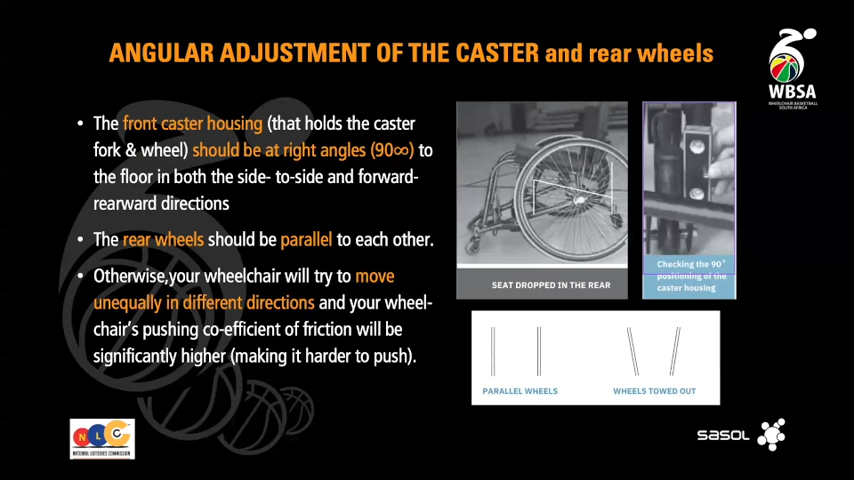 ANGULAR ADJUSTMENT OF THE CASTER and rear wheels
WBSA
WHEELCHAIR BASKETBALL
SOUTH AFRICA
• The front caster housing (that holds the caster
fork & wheel) should be at right angles (90∞) to
the floor in both the side- to-side and forward-
rearward directions
• The rear wheels should be parallel to each other.
• Otherwise,your wheelchair will try to move
unequally in different directions and your wheel-
chair's pushing co-efficient of friction will be
significantly higher (making it harder to push).
SEAT DROPPED IN THE REAR
Checking the 90°
positioning of the
caster housing
PARALLEL WHEELS
WHEELS TOWED OUT
NLC
NATIONAL LOTTERIES COMMISSION
sasol